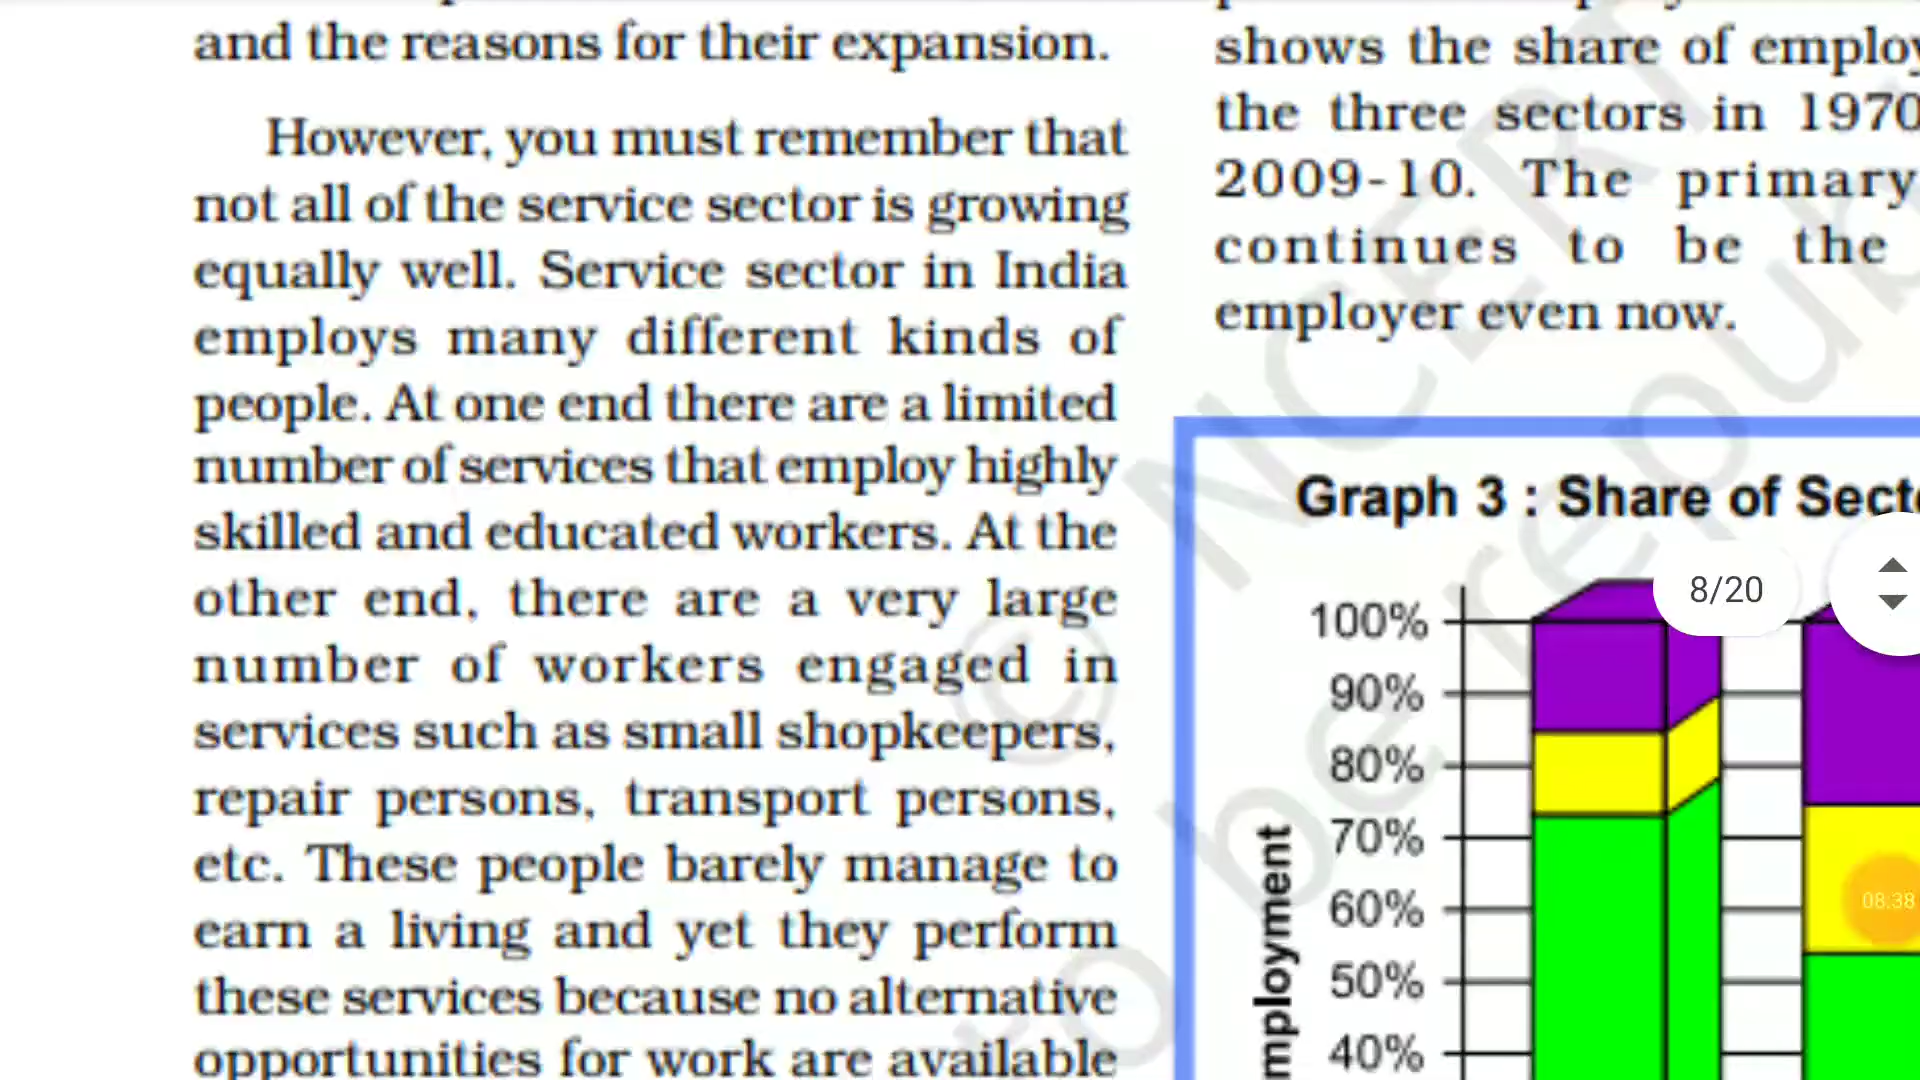 and the reasons for their expansion.
However, you must remember that
not all of the service sector is growing
equally well. Service sector in India
employs many different kinds of
people. At one end there are a limited
number of services that employ highly
skilled and educated workers. At the
other end, there are a very large
number of workers engaged in
services such as small shopkeepers,
repair persons, transport persons,
etc. These people barely manage to
earn a living and yet they perform
these services because no alternative
opportunities for work are available
shows the share of
the three sectors in 1970
2009-10. The primary
continues to be the
employer even now.
Graph 3 : Share of
8/20
100%
90%
80%
70%
60%
50%
40%
08:38
© NCERT
to be